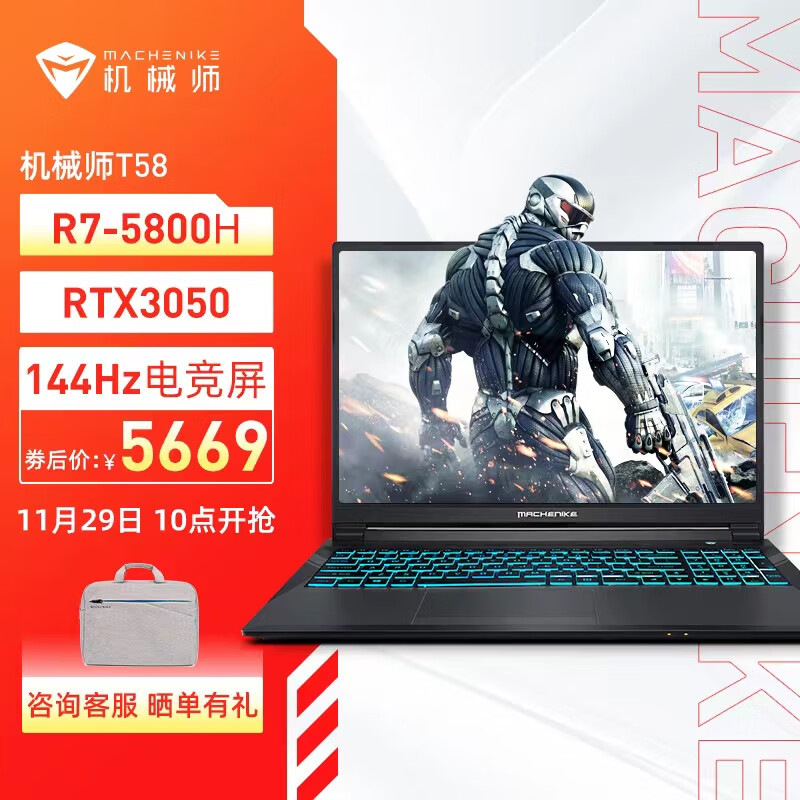 MACHENIKE
机械师
机械师T58
R7-5800H
RTX3050
144Hz电竞屏
券后价:¥5669
11月29日 10点开抢
咨询客服 晒单有礼
MACHENIKE
MACHENIKE